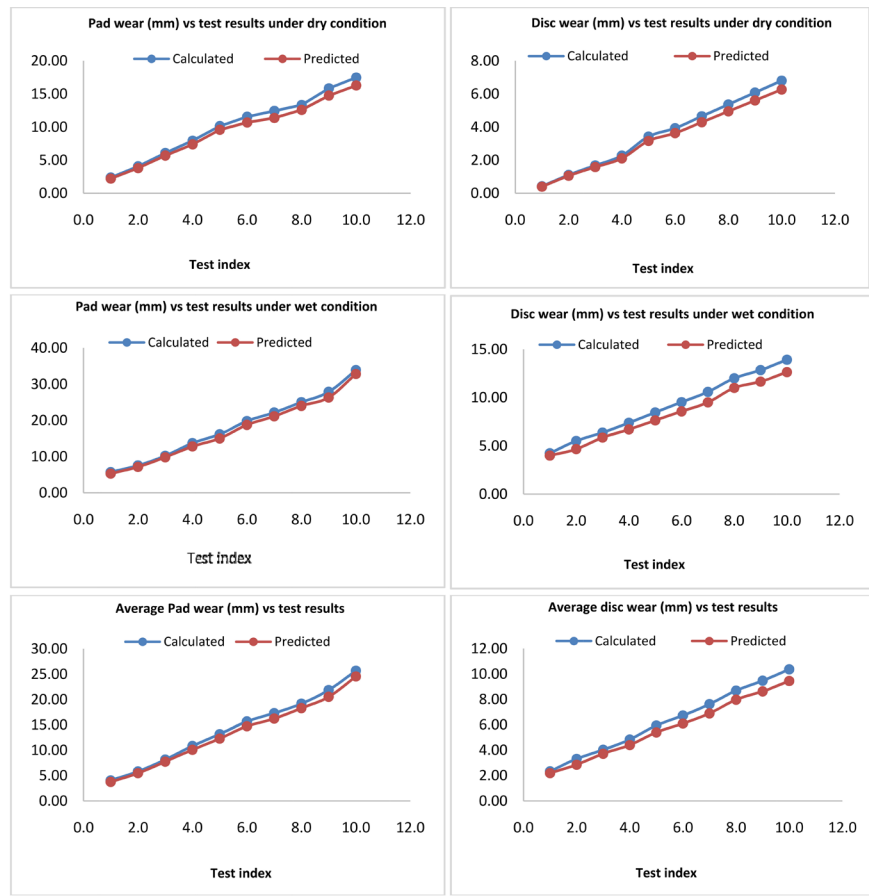 Pad wear (mm) vs test results under dry condition
Calculated Predicted
20.00
15.00
10.00
5.00
0.00
0.0 2.0 4.0 6.0 8.0 10.0 12.0
Test index
Disc wear (mm) vs test results under dry condition
Calculated Predicted
8.00
6.00
4.00
2.00
0.00
0.0 2.0 4.0 6.0 8.0 10.0 12.0
Test index
Pad wear (mm) vs test results under wet condition
Calculated Predicted
40.00
30.00
20.00
10.00
0.00
0.0 2.0 4.0 6.0 8.0 10.0 12.0
Test index
Disc wear (mm) vs test results under wet condition
Calculated Predicted
15.00
10.00
5.00
0.00
0.0 2.0 4.0 6.0 8.0 10.0 12.0
Test index
Average Pad wear (mm) vs test results
Calculated Predicted
30.00
25.00
20.00
15.00
10.00
5.00
0.00
0.0 2.0 4.0 6.0 8.0 10.0 12.0
Test index
Average disc wear (mm) vs test results
Calculated Predicted
12.00
10.00
8.00
6.00
4.00
2.00
0.00
0.0 2.0 4.0 6.0 8.0 10.0 12.0
Test index